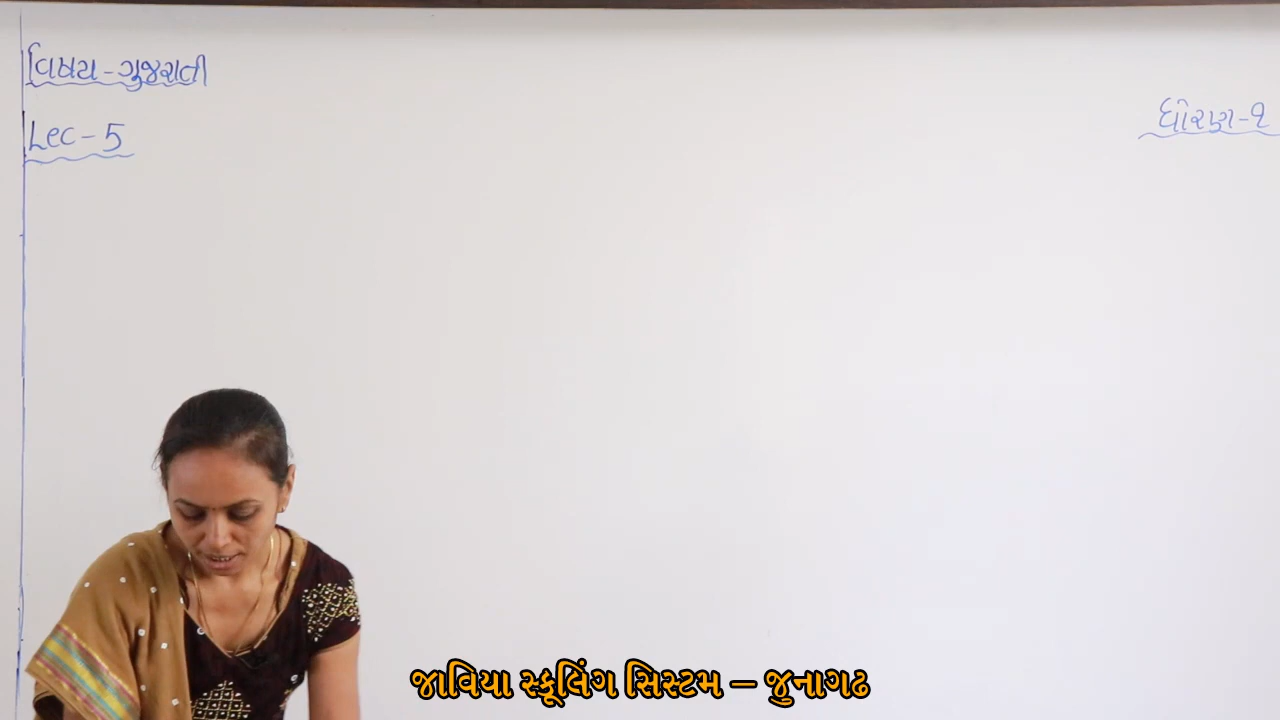 વિષય - ગુજરાતી
ધોરણ - ૧
Lec - 5
જાવિયા સ્કૂલિંગ સિસ્ટમ – જુનાગઢ